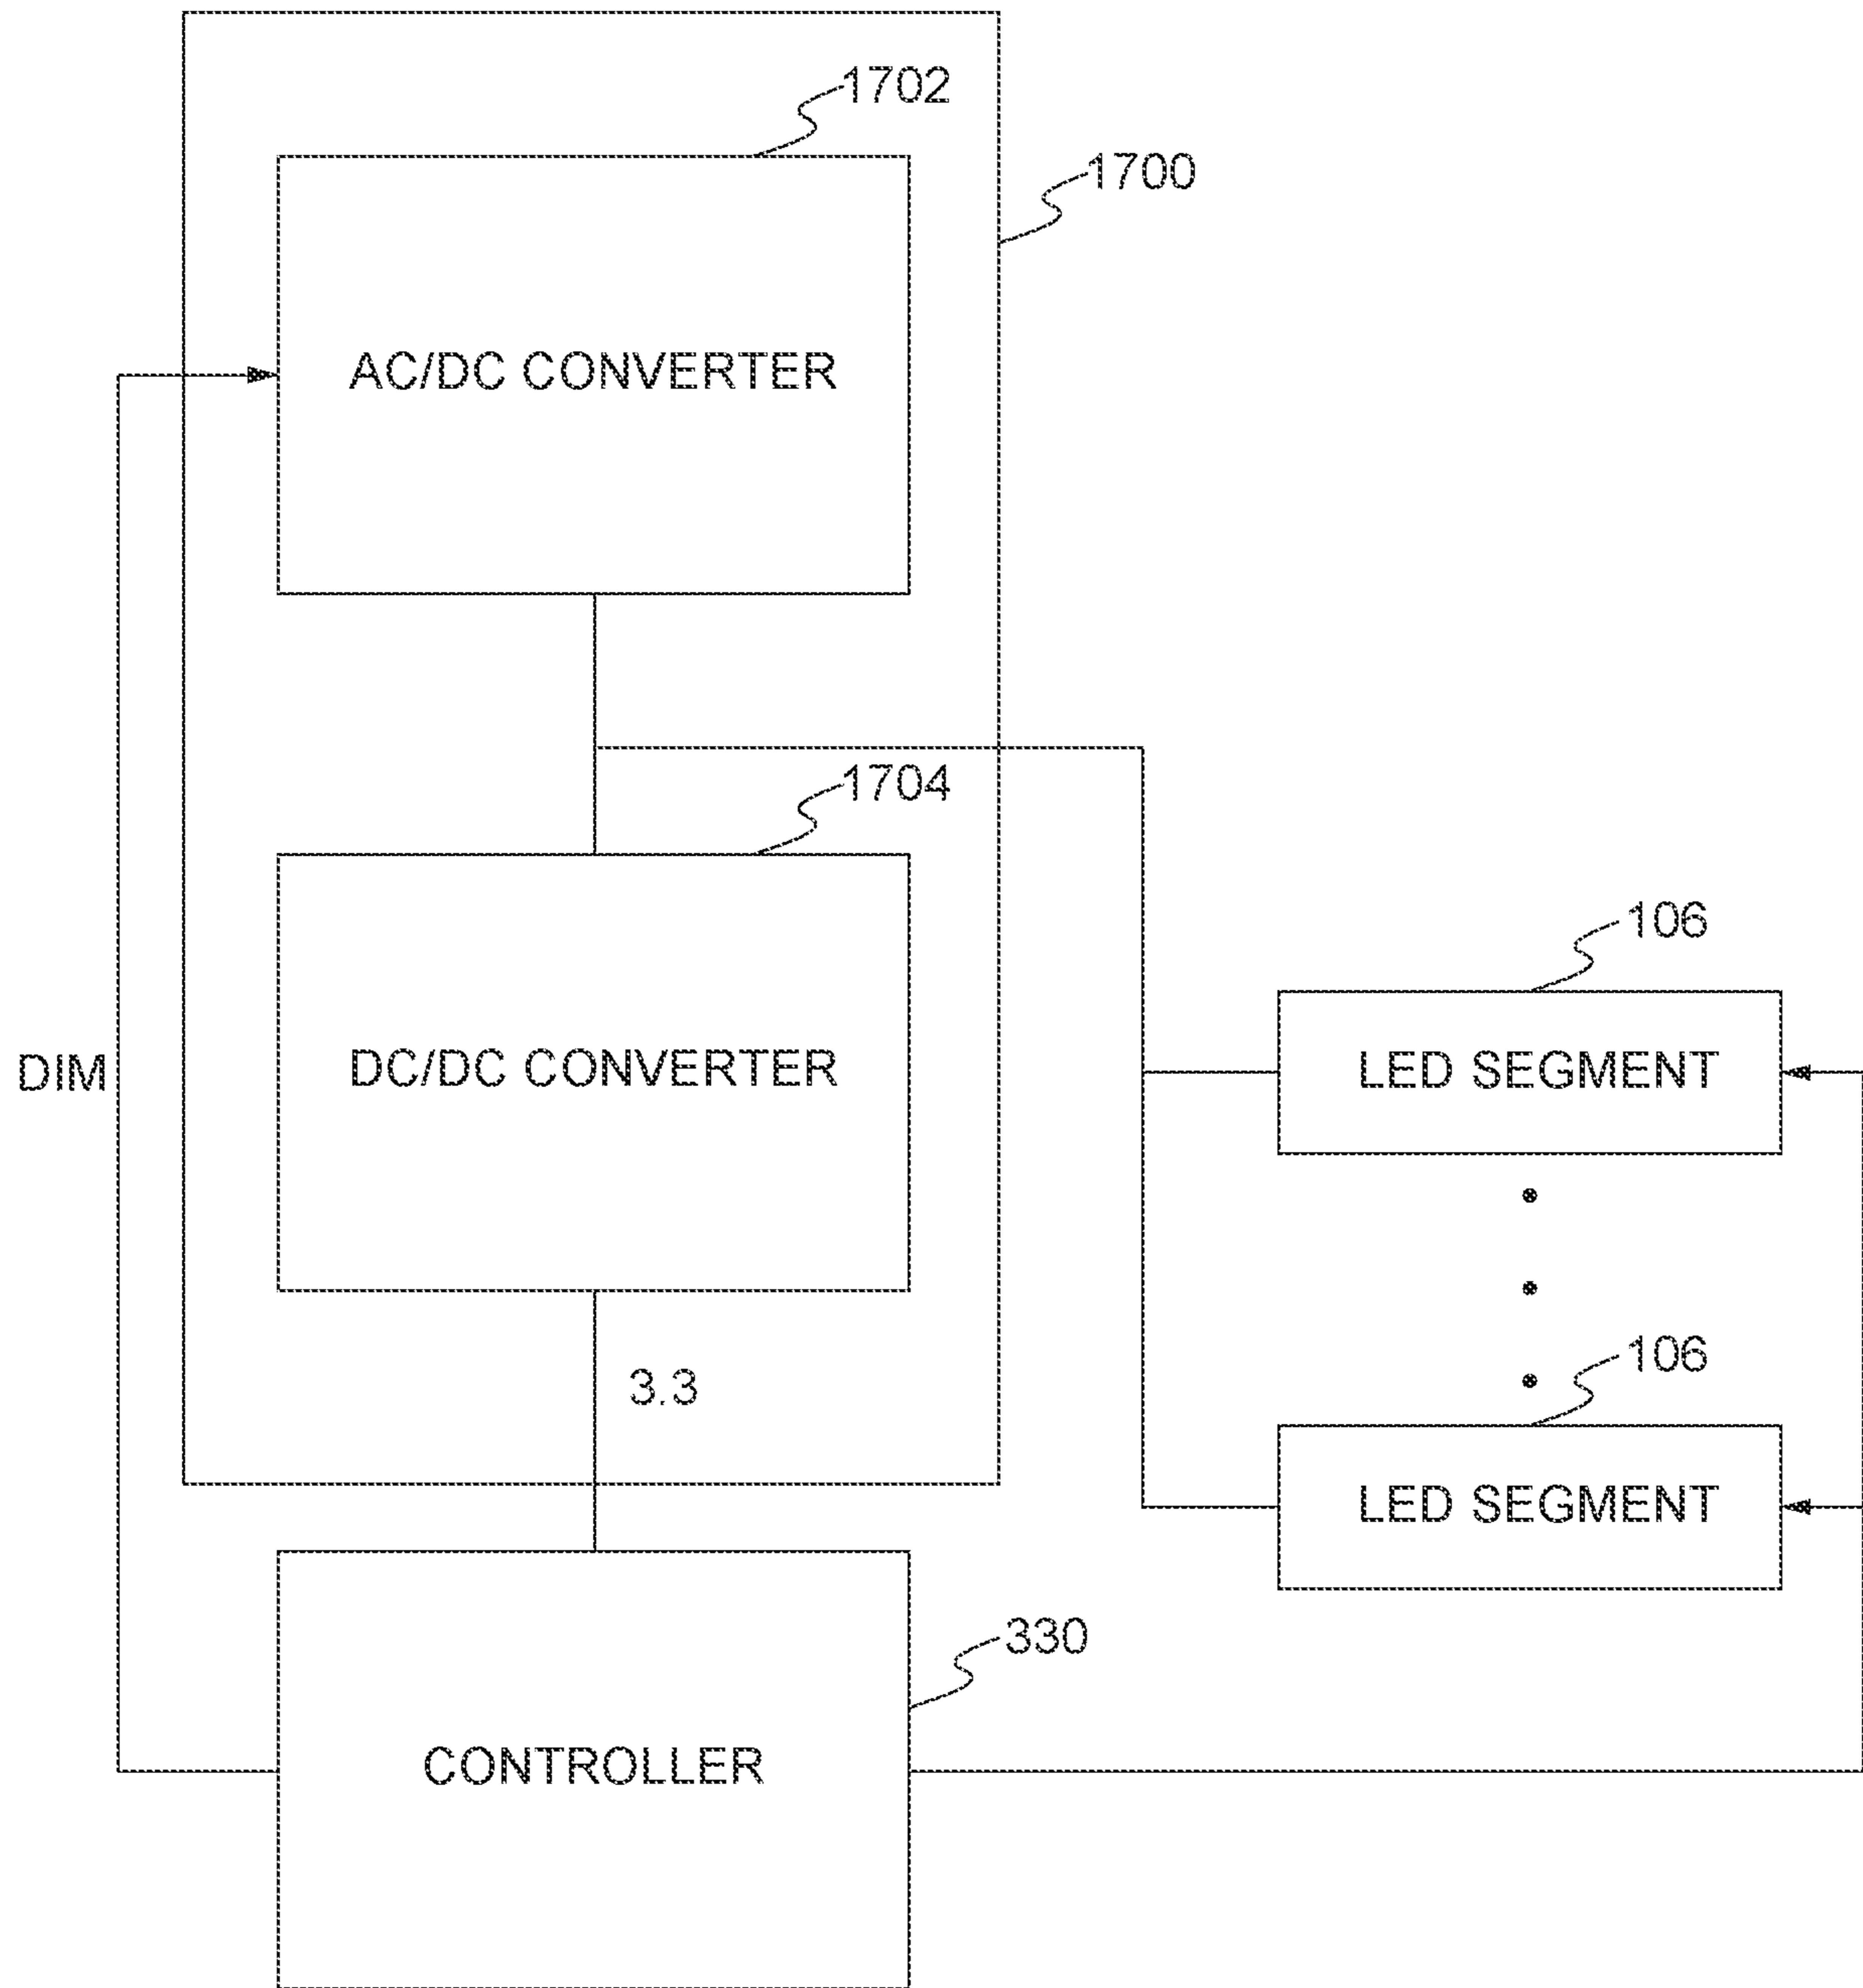 1702
1700
AC/DC CONVERTER
1704
106
DIM
DC/DC CONVERTER
LED SEGMENT
3.3
106
LED SEGMENT
330
CONTROLLER